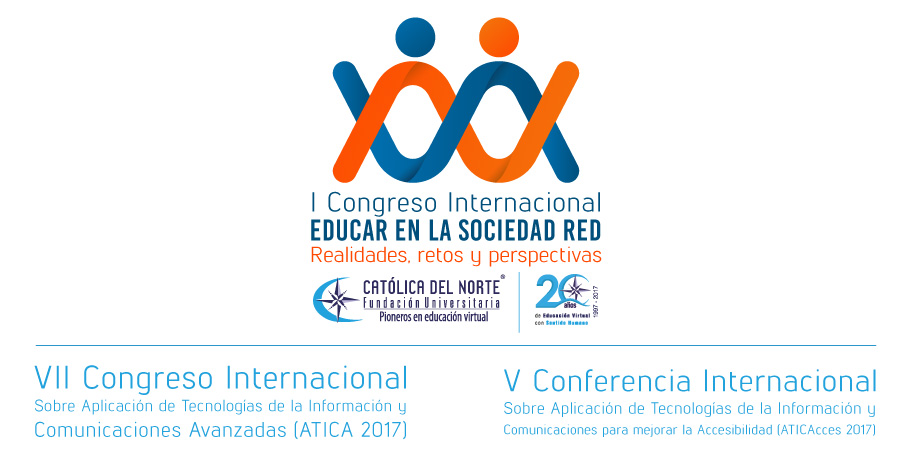 I Congreso Internacional
EDUCAR EN LA SOCIEDAD RED
Realidades, retos y perspectivas
CATÓLICA DEL NORTE®
Fundación Universitaria
Pioneros en educación virtual
20
años
1997 - 2017
de Educación Virtual
con Sentido Humano
VII Congreso Internacional
Sobre Aplicación de Tecnologías de la Información y
Comunicaciones Avanzadas (ATICA 2017)
V Conferencia Internacional
Sobre Aplicación de Tecnologías de la Información y
Comunicaciones para mejorar la Accesibilidad (ATICAcces 2017)